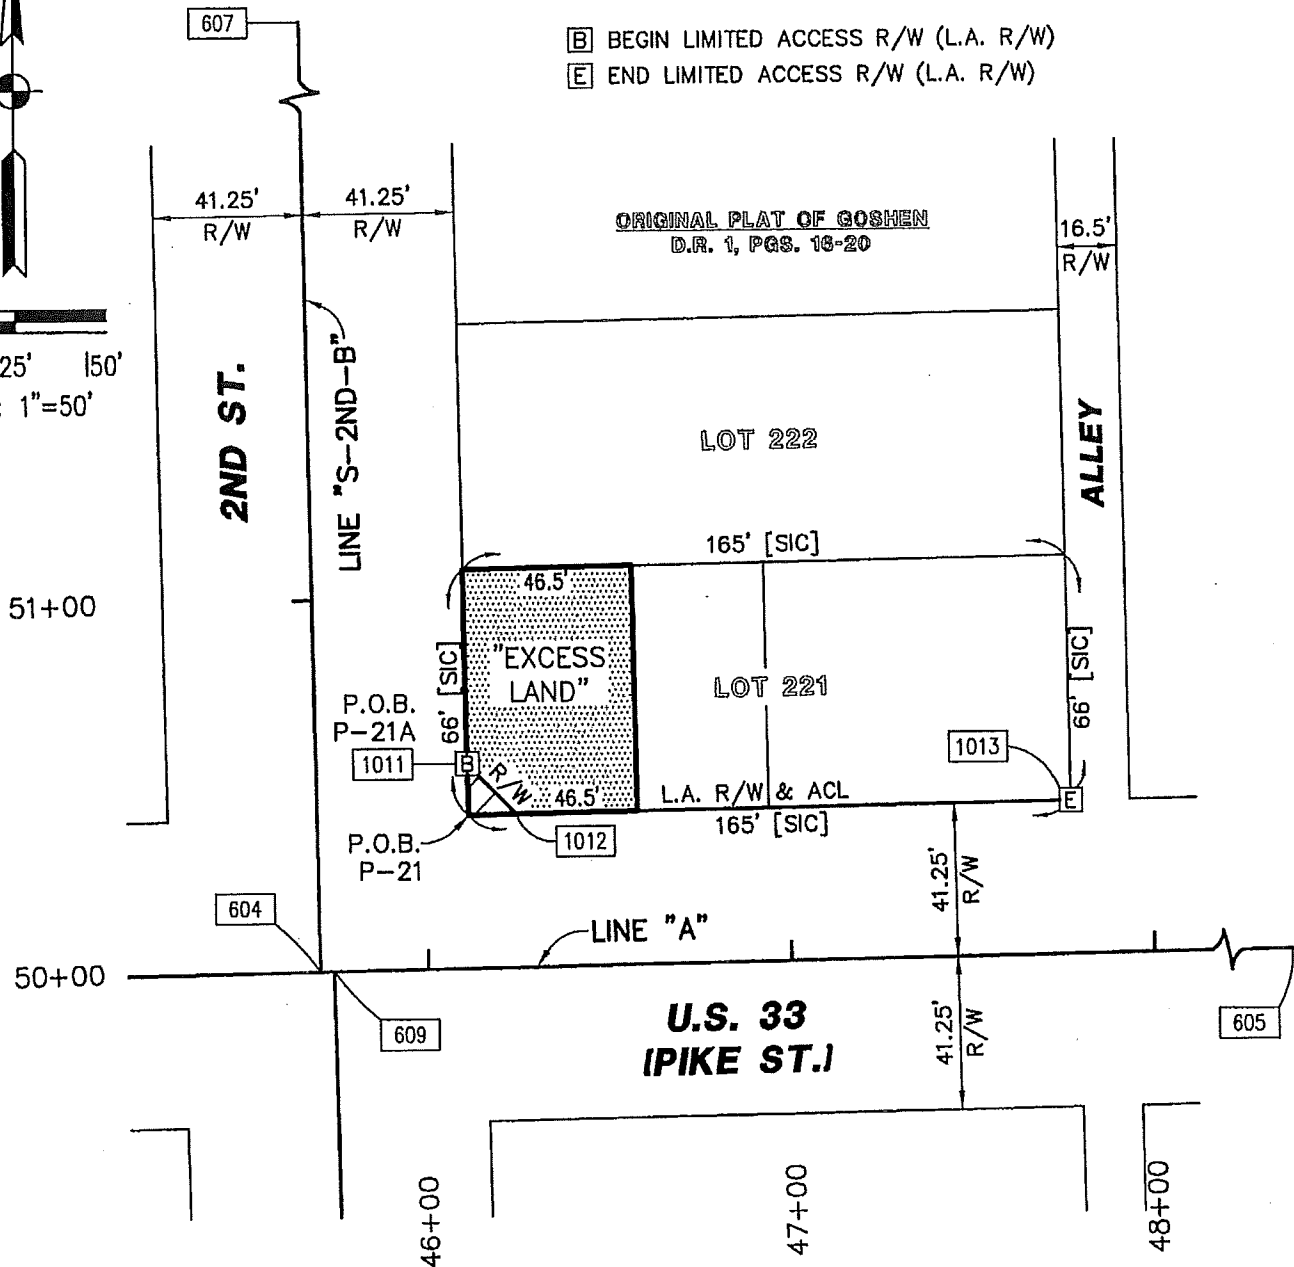 607
B BEGIN LIMITED ACCESS R/W (L.A. R/W)
E END LIMITED ACCESS R/W (L.A. R/W)
41.25'
R/W
41.25'
R/W
ORIGINAL PLAT OF GOSHEN
D.R. 1, PGS. 16-20
16.5'
R/W
25' 50'
: 1"=50'
2ND ST.
LINE "S-2ND-B"
LOT 222
ALLEY
165' [SIC]
46.5'
51+00
"EXCESS
LAND"
66' [SIC]
LOT 221
66' [SIC]
P.O.B.
P-21A
1011
B
R/W
1013
46.5'
L.A. R/W & ACL
E
165' [SIC]
P.O.B.
P-21
1012
41.25'
R/W
604
LINE "A"
50+00
609
U.S. 33
(PIKE ST.)
41.25'
R/W
605
46+00
47+00
48+00